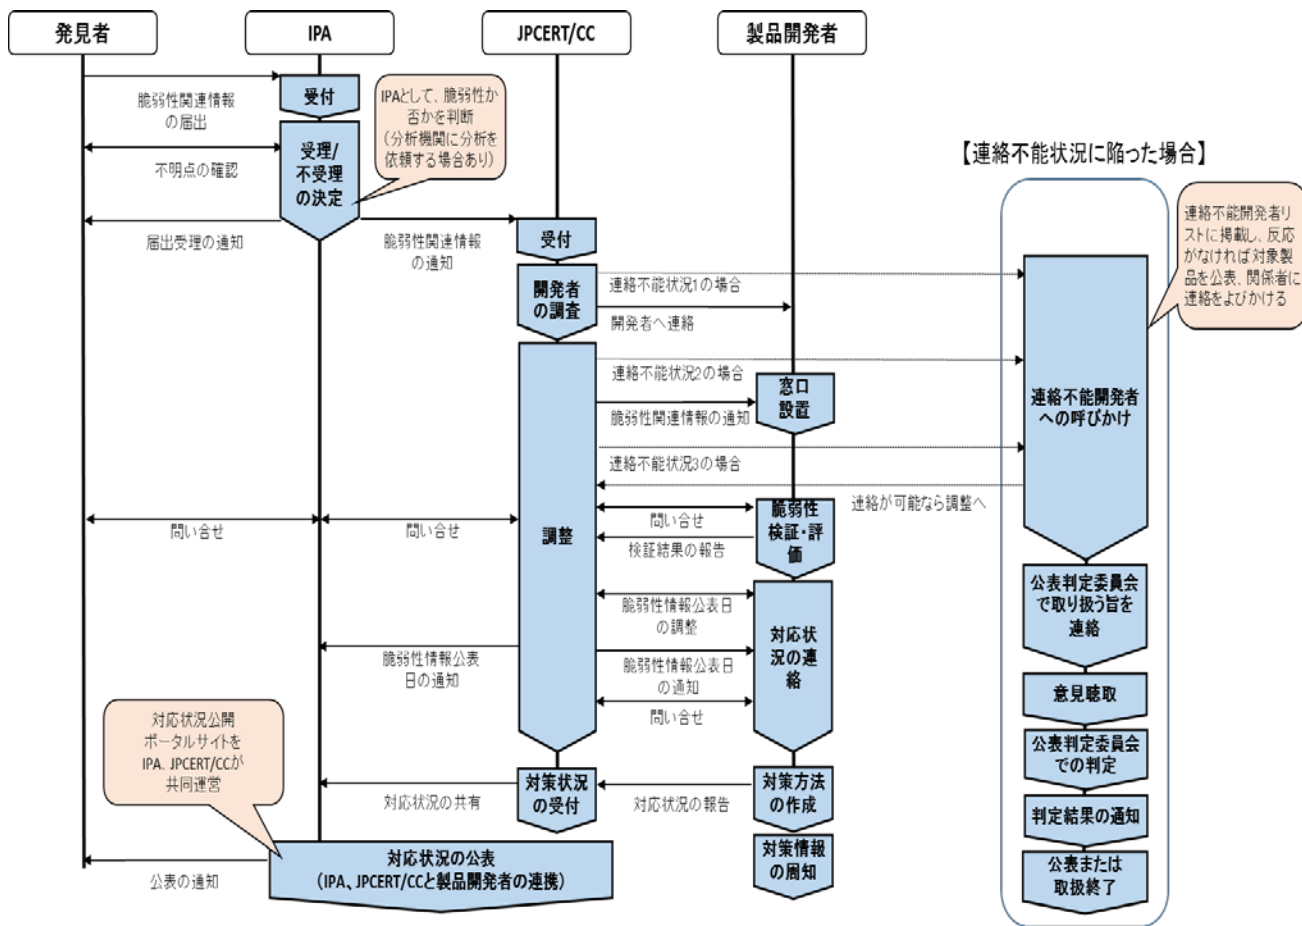 発見者
IPA
JPCERT/CC
製品開発者
受付
脆弱性関連情報
の届出
IPAとして、脆弱性か
否かを判断
（分析機関に分析を
依頼する場合あり）
受理/
不受理
の決定
不明点の確認
【連絡不能状況に陥った場合】
届出受理の通知
脆弱性関連情報
の通知
受付
連絡不能開発者リ
ストに掲載し、反応
がなければ対象製
品を公表、関係者に
連絡をよびかける
開発者
の調査
連絡不能状況1の場合
開発者へ連絡
連絡不能状況2の場合
窓口
設置
脆弱性関連情報の通知
連絡不能開発者
への呼びかけ
連絡不能状況3の場合
連絡が可能なら調整へ
問い合せ
問い合せ
調整
問い合せ
脆弱性
検証・評
価
検証結果の報告
公表判定委員会
で取り扱う旨を
連絡
脆弱性情報公表日
の調整
対応状
況の連
絡
脆弱性情報公表
日の通知
脆弱性情報公表日
の通知
問い合せ
意見聴取
対応状況公開
ポータルサイトを
IPA、JPCERT/CCが
共同運営
公表判定委員会
での判定
対応状況の共有
対策状況
の受付
対応状況の報告
対策方法
の作成
判定結果の通知
対応状況の公表
（IPA、JPCERT/CCと製品開発者の連携）
公表の通知
対策情報
の周知
公表または
取扱終了